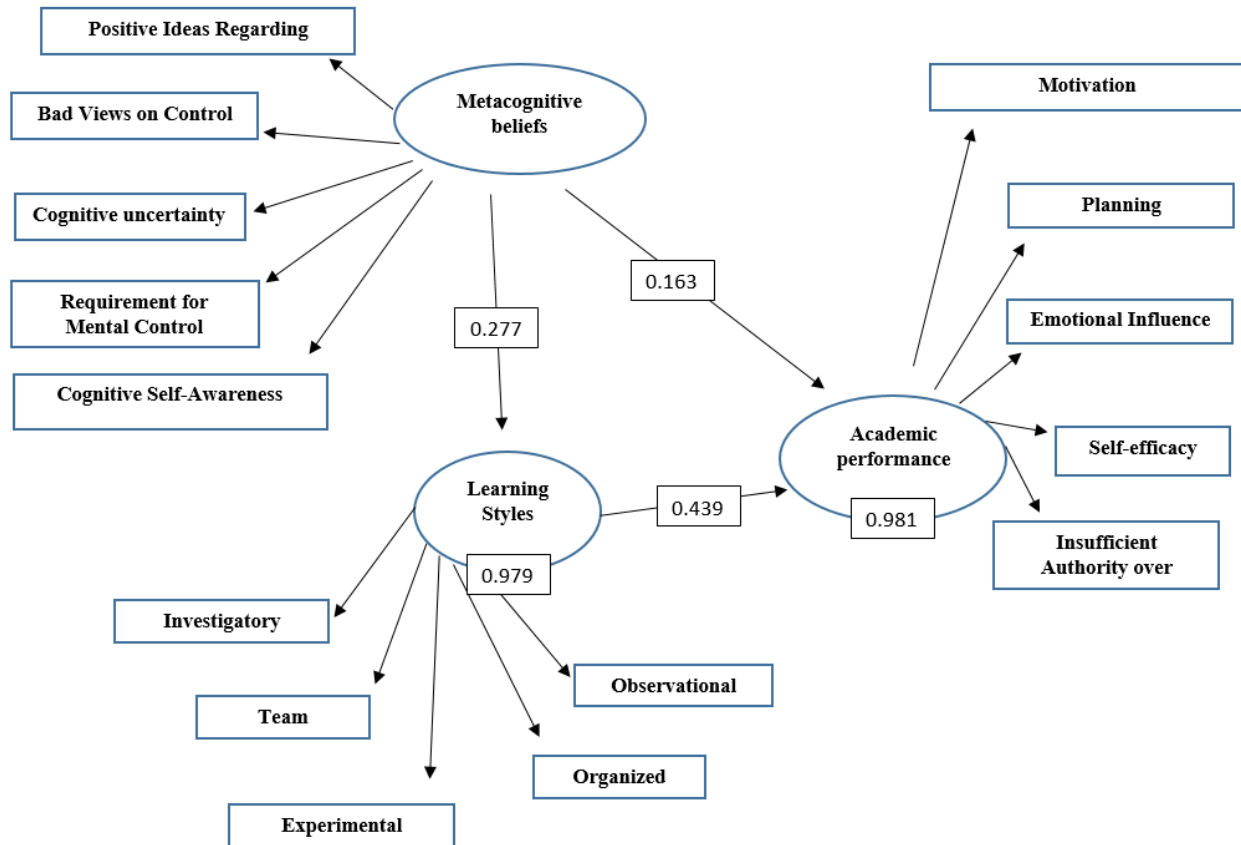 Positive Ideas Regarding
Bad Views on Control
Cognitive uncertainty
Requirement for
Mental Control
Cognitive Self-Awareness
Metacognitive
beliefs
0.277
0.163
Motivation
Planning
Emotional Influence
Self-efficacy
Insufficient
Authority over
Academic
performance
0.981
0.439
Learning
Styles
0.979
Investigatory
Team
Experimental
Organized
Observational